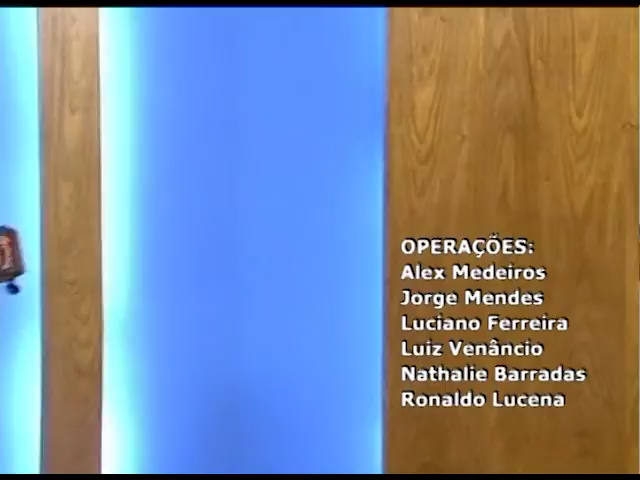 OPERAÇÕES:
Alex Medeiros
Jorge Mendes
Luciano Ferreira
Luiz Venâncio
Nathalie Barradas
Ronaldo Lucena